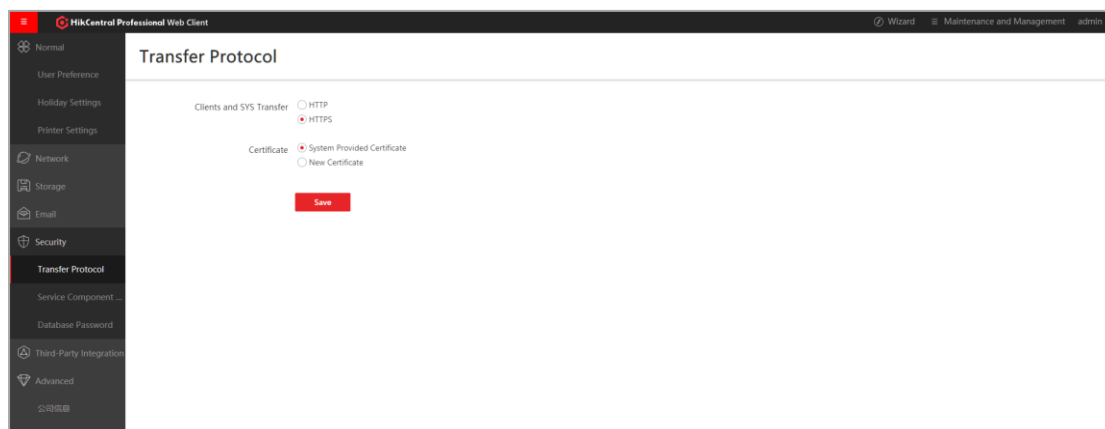 HikCentral Professional Web Client
Wizard
Maintenance and Management
admin
Normal
User Preference
Holiday Settings
Printer Settings
Network
Storage
Email
Security
Transfer Protocol
Service Component ...
Database Password
Third-Party Integration
Advanced
公司信息
Transfer Protocol
Clients and SYS Transfer
HTTP
HTTPS
Certificate
System Provided Certificate
New Certificate
Save